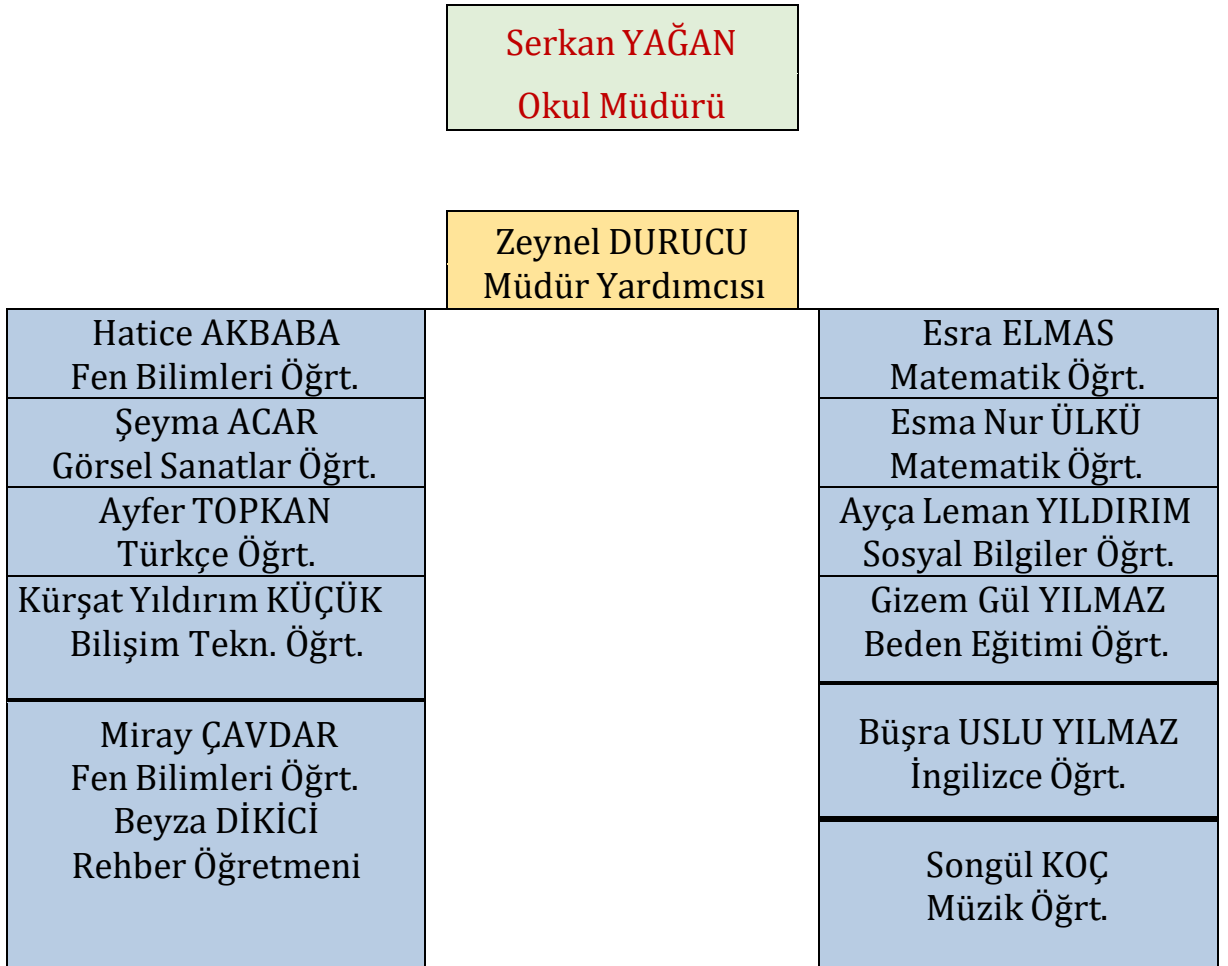 Serkan YAĞAN
Okul Müdürü
Zeynel DURUCU
Müdür Yardımcısı
Hatice AKBABA
Fen Bilimleri Öğrt.
Şeyma ACAR
Görsel Sanatlar Öğrt.
Ayfer TOPKAN
Türkçe Öğrt.
Kürşat Yıldırım KÜÇÜK
Bilişim Tekn. Öğrt.
Miray ÇAVDAR
Fen Bilimleri Öğrt.
Beyza DİKİCİ
Rehber Öğretmeni
Esra ELMAS
Matematik Öğrt.
Esma Nur ÜLKÜ
Matematik Öğrt.
Ayça Leman YILDIRIM
Sosyal Bilgiler Öğrt.
Gizem Gül YILMAZ
Beden Eğitimi Öğrt.
Büşra USLU YILMAZ
İngilizce Öğrt.
Songül KOÇ
Müzik Öğrt.